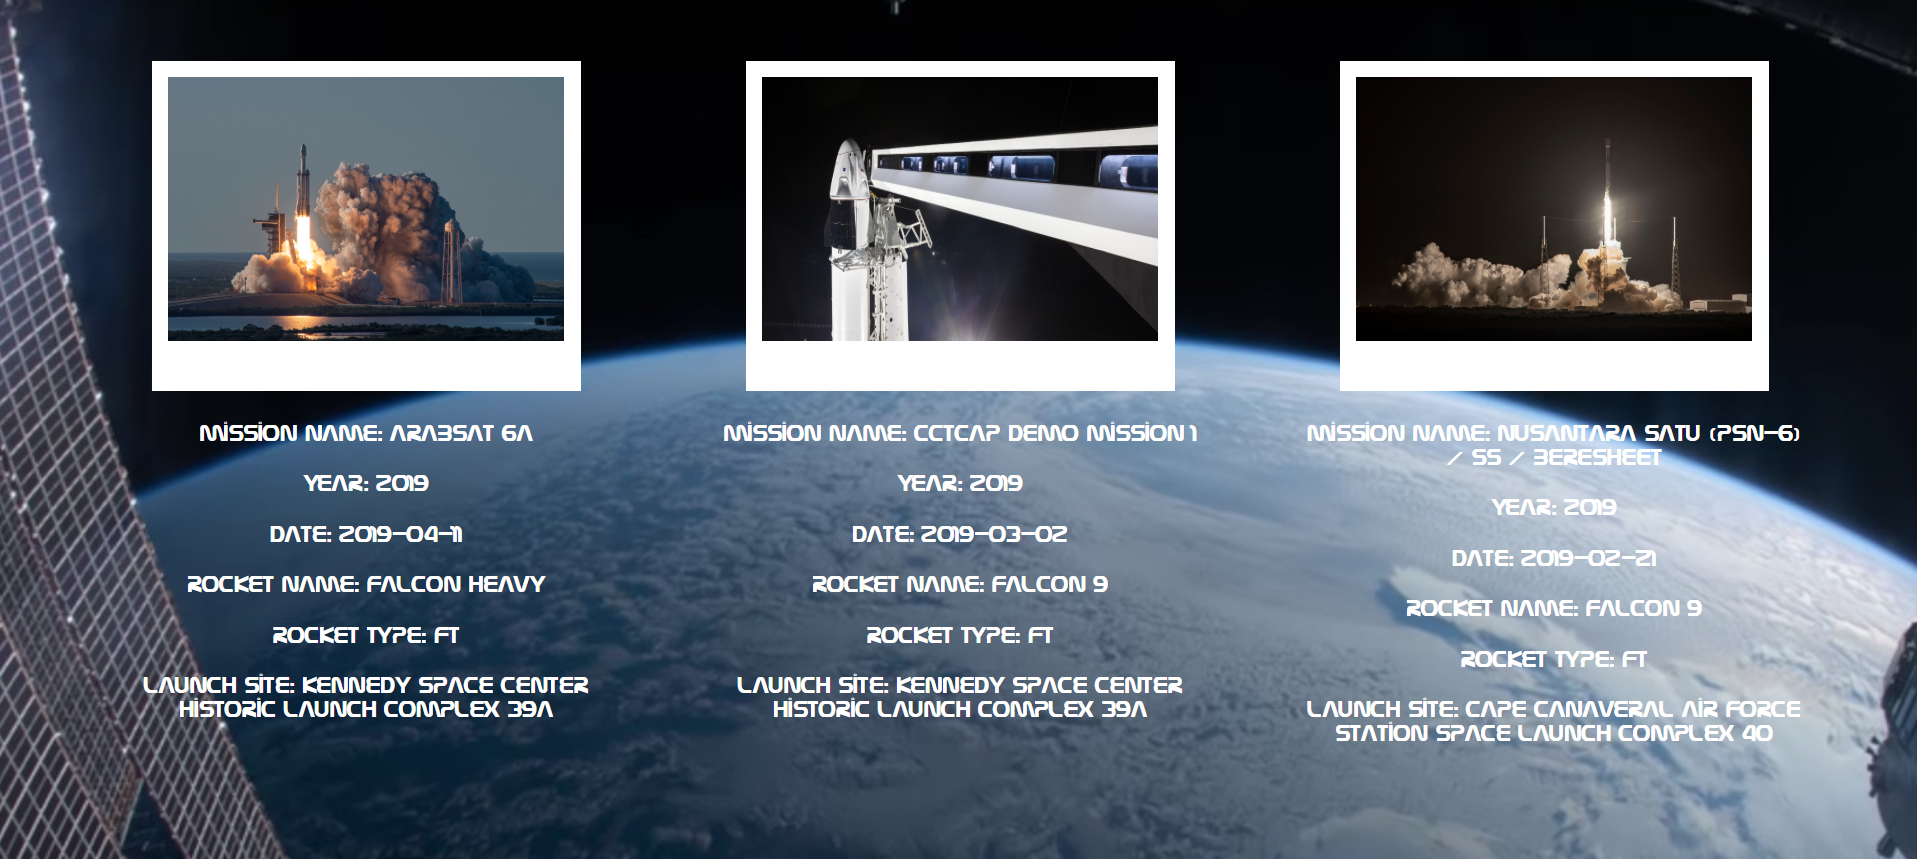 MISSION NAME: ARABSAT 6A
YEAR: 2019
DATE: 2019-04-11
ROCKET NAME: FALCON HEAVY
ROCKET TYPE: FT
LAUNCH SITE: KENNEDY SPACE CENTER
HISTORIC LAUNCH COMPLEX 39A
MISSION NAME: CCTCAP DEMO MISSION 1
YEAR: 2019
DATE: 2019-03-02
ROCKET NAME: FALCON 9
ROCKET TYPE: FT
LAUNCH SITE: KENNEDY SPACE CENTER
HISTORIC LAUNCH COMPLEX 39A
MISSION NAME: NUSANTARA SATU (PSN-6)
/ S5 / BERESHEET
YEAR: 2019
DATE: 2019-02-21
ROCKET NAME: FALCON 9
ROCKET TYPE: FT
LAUNCH SITE: CAPE CANAVERAL AIR FORCE
STATION SPACE LAUNCH COMPLEX 40